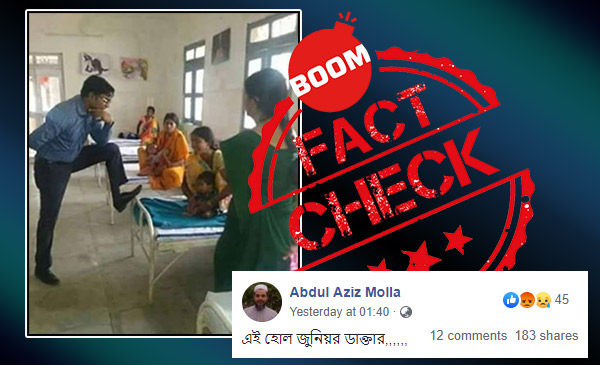 BOOM
FACT
CHECK
Abdul Aziz Molla
Yesterday at 01:40
45
এই হোল জুনিয়র ডাক্তার,,,,,,
12 comments 183 shares